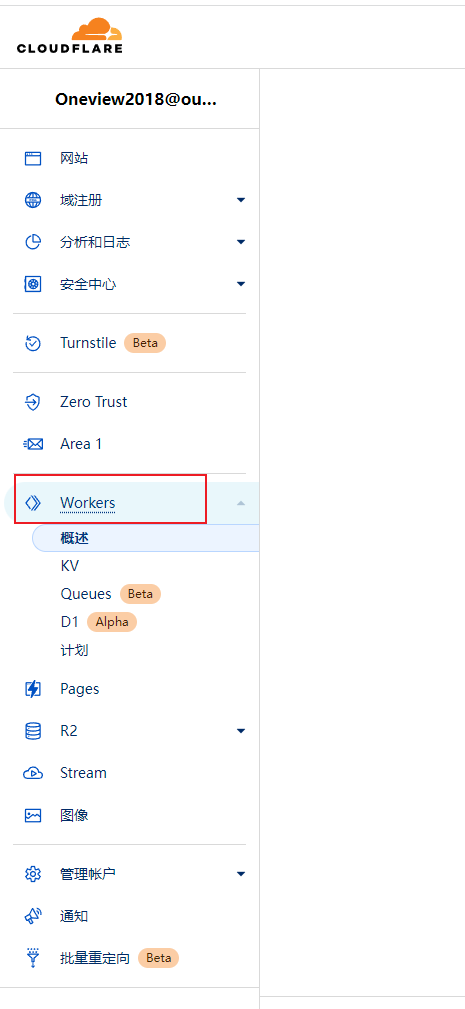 CLOUDFLARE
Oneview2018@ou...
网站
域注册
分析和日志
安全中心
Turnstile Beta
Zero Trust
Area 1
Workers
概述
KV
Queues Beta
D1 Alpha
计划
Pages
R2
Stream
图像
管理帐户
通知
批量重定向 Beta